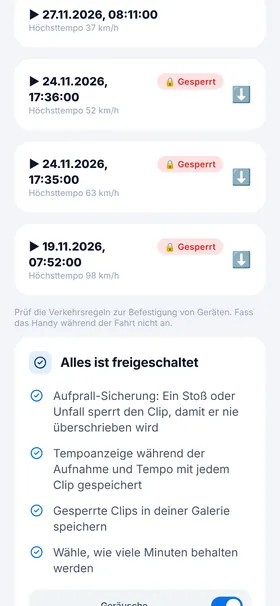 ▶ 27.11.2026, 08:11:00
Höchsttempo 37 km/h
▶ 24.11.2026,
17:36:00
🔒 Gesperrt
Höchsttempo 52 km/h
▶ 24.11.2026,
17:35:00
🔒 Gesperrt
Höchsttempo 63 km/h
▶ 19.11.2026,
07:52:00
🔒 Gesperrt
Höchsttempo 98 km/h
Prüf die Verkehrsregeln zur Befestigung von Geräten. Fass
das Handy während der Fahrt nicht an.
Alles ist freigeschaltet
Aufprall-Sicherung: Ein Stoß oder
Unfall sperrt den Clip, damit er nie
überschrieben wird
Tempoanzeige während der
Aufnahme und Tempo mit jedem
Clip gespeichert
Gesperrte Clips in deiner Galerie
speichern
Wähle, wie viele Minuten behalten
werden
Geräusche